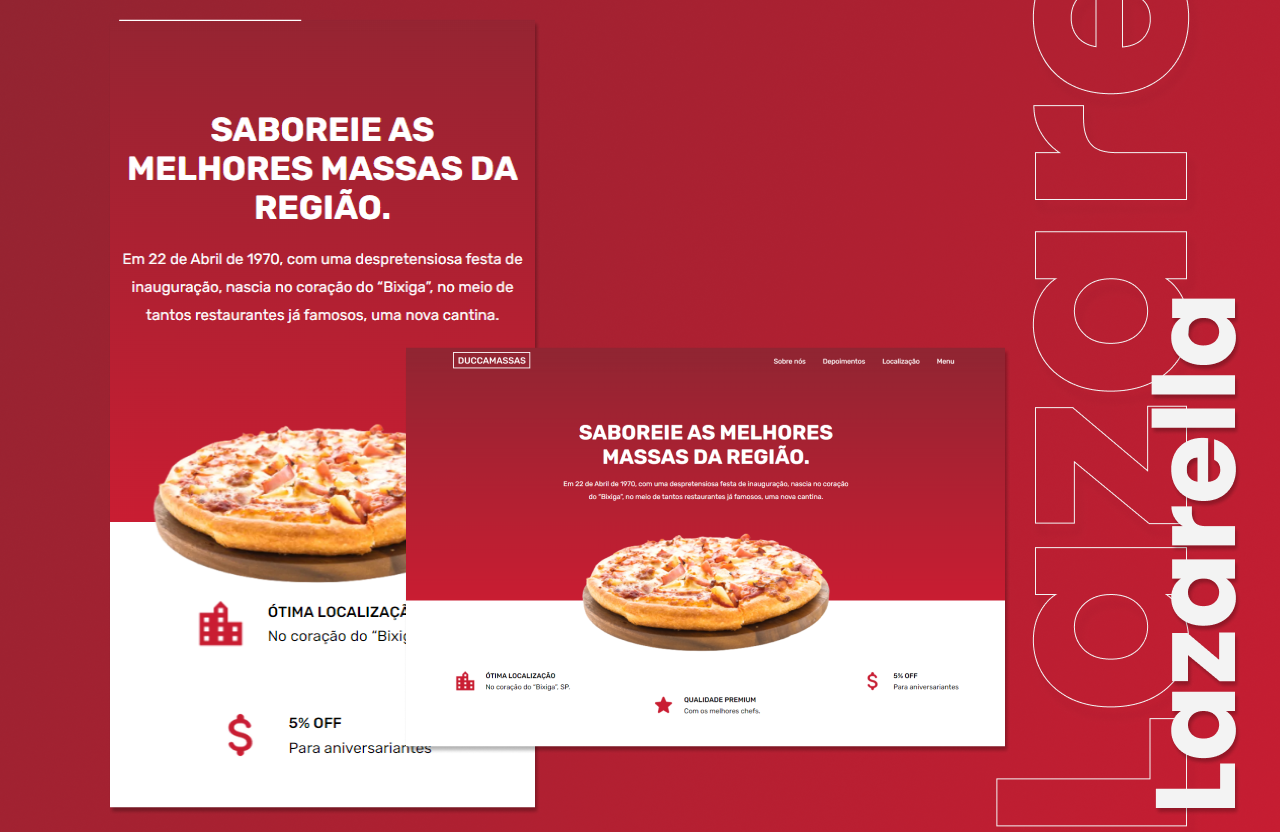 SABOREIE AS
MELHORES MASSAS DA
REGIÃO.
Em 22 de Abril de 1970, com uma despretensiosa festa de
inauguração, nascia no coração do “Bixiga”, no meio de
tantos restaurantes já famosos, uma nova cantina.
ÓTIMA LOCALIZAÇÃ
No coração do “Bixig
5% OFF
Para aniversariantes
DUCCAMASSAS
Sobre nós Depoimentos Localização Menu
SABOREIE AS MELHORES
MASSAS DA REGIÃO.
Em 22 de Abril de 1970, com uma despretensiosa festa de inauguração, nascia no coração
do “Bixiga”, no meio de tantos restaurantes já famosos, uma nova cantina.
ÓTIMA LOCALIZAÇÃO
No coração do “Bixiga”, SP.
QUALIDADE PREMIUM
Com os melhores chefs.
5% OFF
Para aniversariantes
Lazare
Lazarella